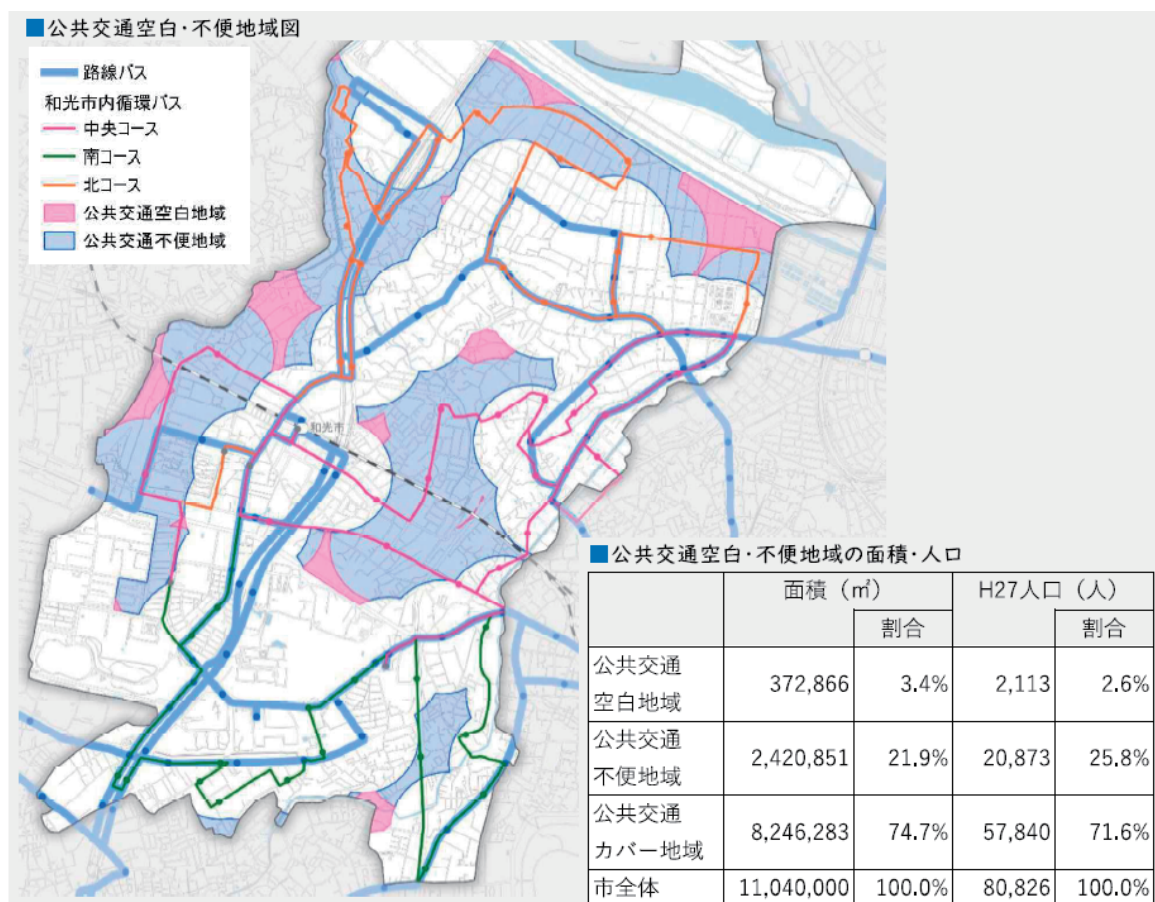 ■公共交通空白・不便地域図
路線バス
和光市内循環バス
中央コース
南コース
北コース
公共交通空白地域
公共交通不便地域
和光市
■公共交通空白・不便地域の面積・人口
面積（㎡） H27人口（人）
割合 割合
公共交通
空白地域 372,866 3.4% 2,113 2.6%
公共交通
不便地域 2,420,851 21.9% 20,873 25.8%
公共交通
カバー地域 8,246,283 74.7% 57,840 71.6%
市全体 11,040,000 100.0% 80,826 100.0%